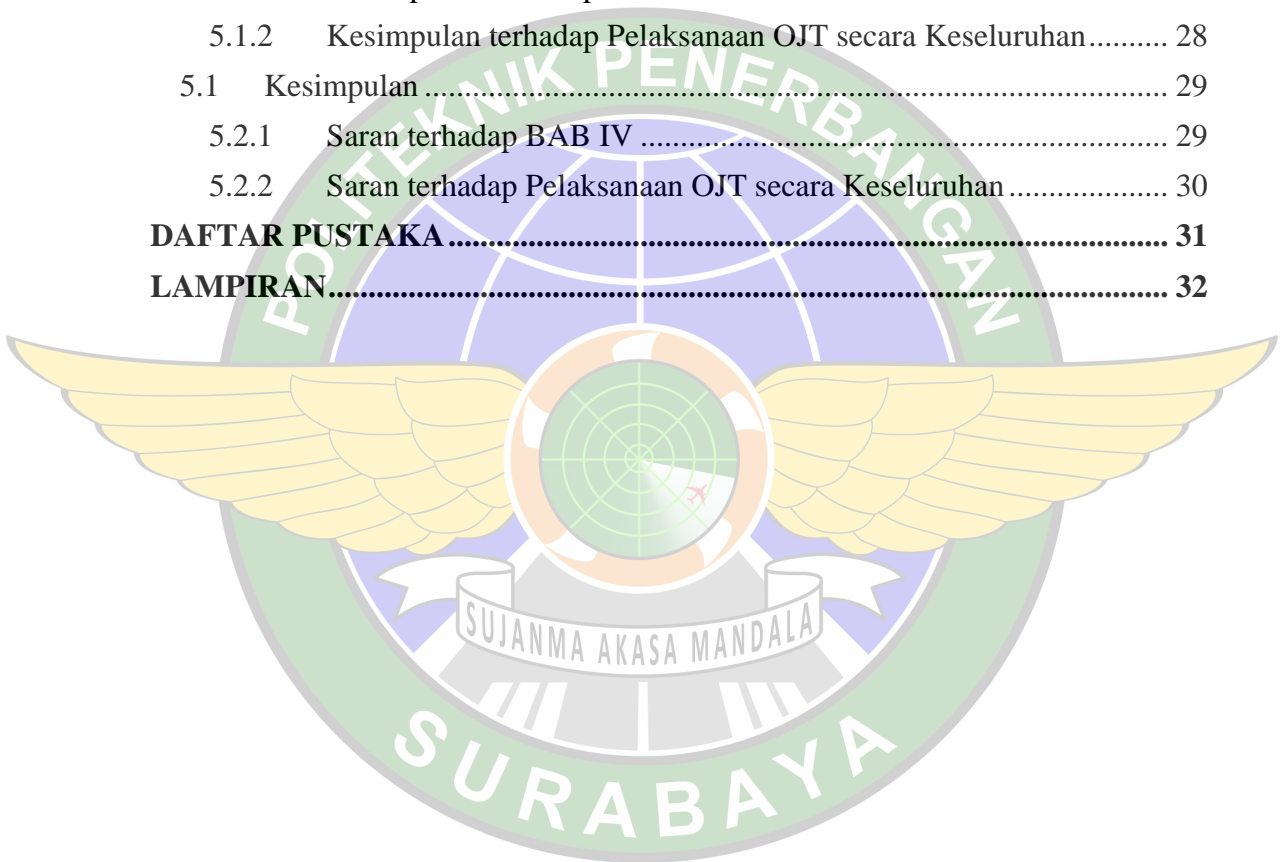 5.1.2 Kesimpulan terhadap Pelaksanaan OJT secara Keseluruhan.......... 28
5.1 Kesimpulan ........................................................................ 29
5.2.1 Saran terhadap BAB IV ................................................... 29
5.2.2 Saran terhadap Pelaksanaan OJT secara Keseluruhan ............... 30
DAFTAR PUSTAKA ........................................................................ 31
LAMPIRAN.................................................................................... 32
POLITEKNIK PENERBANGAN
SUJANMA AKASA MANDALA
SURABAYA